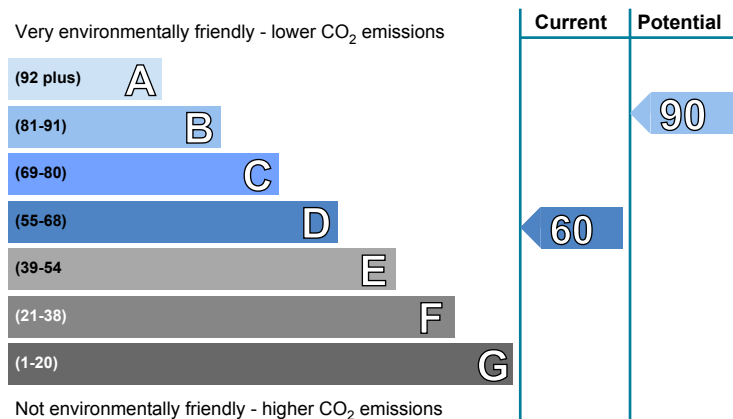 Current Potential
Very environmentally friendly - lower CO₂ emissions
(92 plus) A
(81-91) B
90
(69-80) C
(55-68) D
60
(39-54 E
(21-38) F
(1-20) G
Not environmentally friendly - higher CO₂ emissions